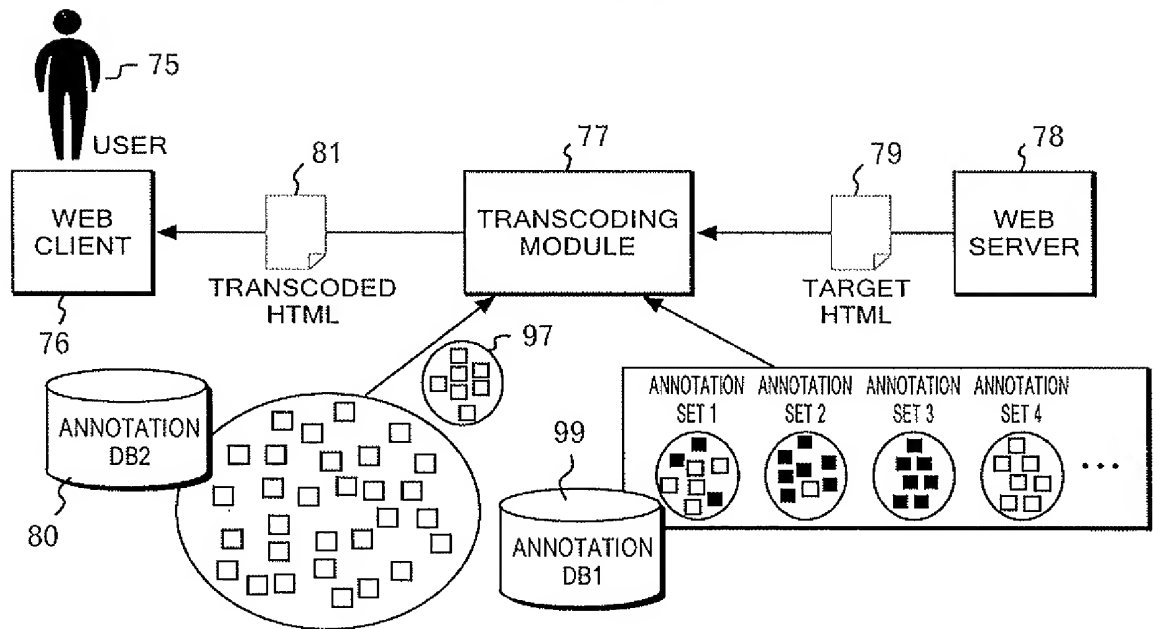 75
USER
81
77
79
78
WEB
CLIENT
TRANSCODING
MODULE
WEB
SERVER
TRANSCODED
HTML
TARGET
HTML
76
97
ANNOTATION
DB2
80
99
ANNOTATION
SET 1
ANNOTATION
SET 2
ANNOTATION
SET 3
ANNOTATION
SET 4
...
ANNOTATION
DB1